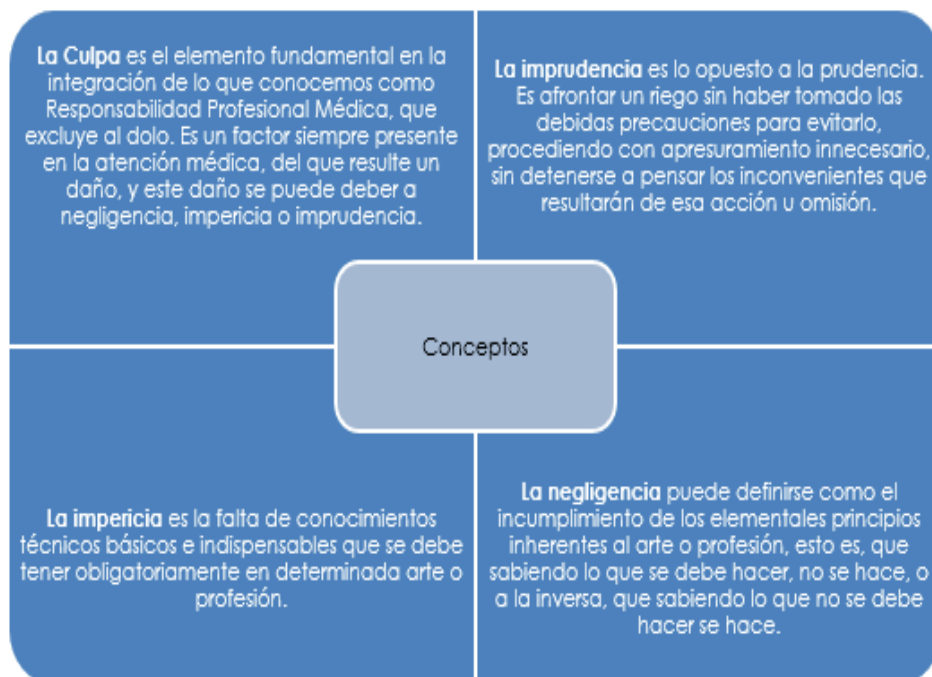 La Culpa es el elemento fundamental en la
integración de lo que conocemos como
Responsabilidad Profesional Médica, que
excluye al dolo. Es un factor siempre presente
en la atención médica, del que resulte un
daño, y este daño se puede deber a
negligencia, impericia o imprudencia.
La imprudencia es lo opuesto a la prudencia.
Es afrontar un riego sin haber tomado las
debidas precauciones para evitarlo,
procediendo con apresuramiento innecesario,
sin detenerse a pensar los inconvenientes que
resultarán de esa acción u omisión.
Conceptos
La impericia es la falta de conocimientos
técnicos básicos e indispensables que se debe
tener obligatoriamente en determinada arte o
profesión.
La negligencia puede definirse como el
incumplimiento de los elementales principios
inherentes al arte o profesión, esto es, que
sabiendo lo que se debe hacer, no se hace, o
a la inversa, que sabiendo lo que no se debe
hacer se hace.